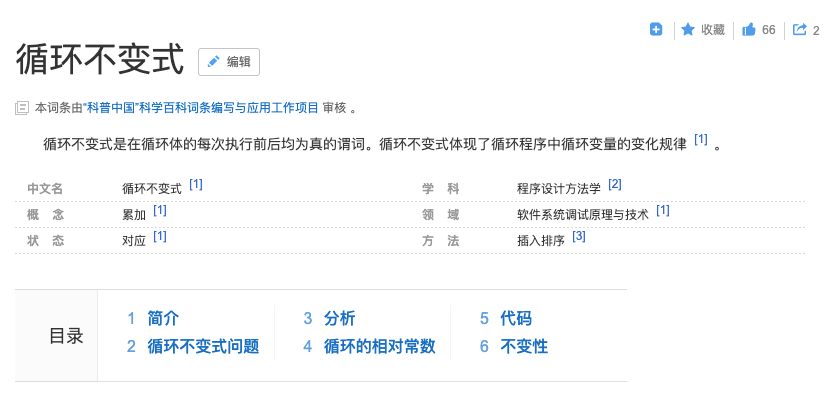 收藏 66 2
循环不变式 编辑
本词条由“科普中国”科学百科词条编写与应用工作项目 审核 。
循环不变式是在循环体的每次执行前后均为真的谓词。循环不变式体现了循环程序中循环变量的变化规律 [1] 。
中文名 循环不变式 [1] 学 科 程序设计方法学 [2]
概 念 累加 [1] 领 域 软件系统调试原理与技术 [1]
状 态 对应 [1] 方 法 插入排序 [3]
目录
1 简介
2 循环不变式问题
3 分析
4 循环的相对常数
5 代码
6 不变性